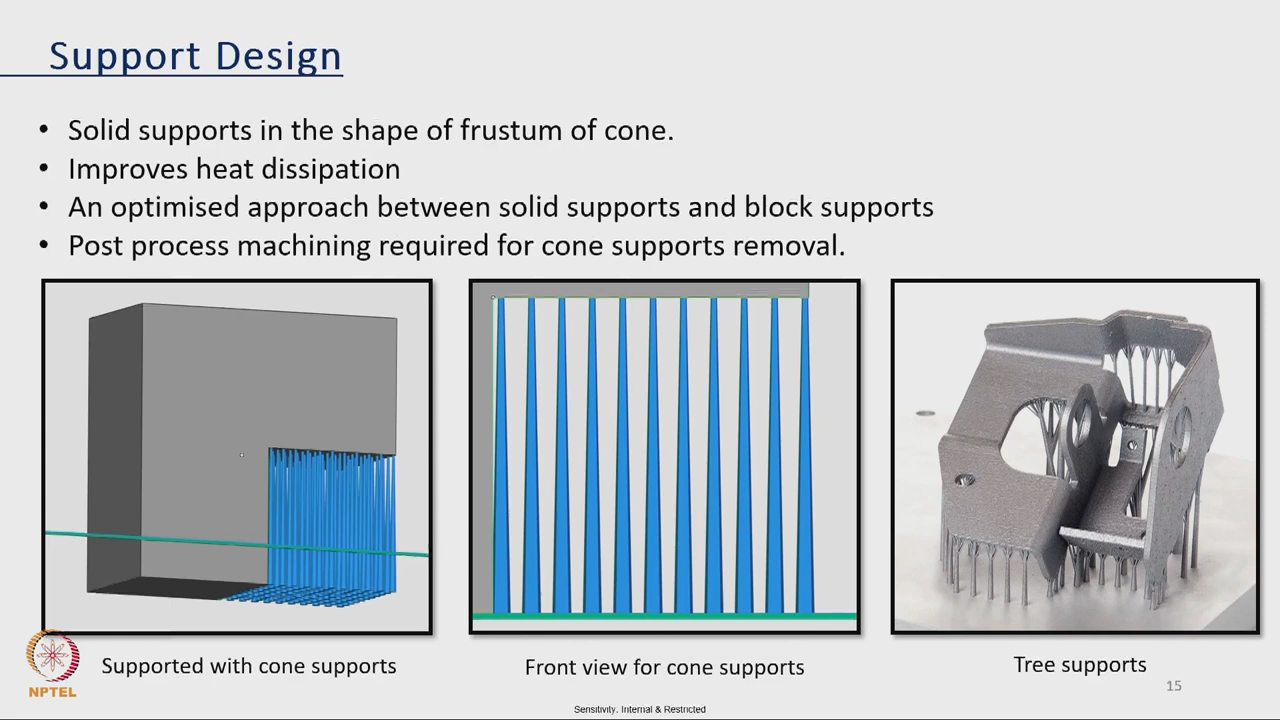 Support Design
• Solid supports in the shape of frustum of cone.
• Improves heat dissipation
• An optimised approach between solid supports and block supports
• Post process machining required for cone supports removal.
Supported with cone supports
Front view for cone supports
Tree supports
NPTEL
15
Sensitivity: Internal & Restricted